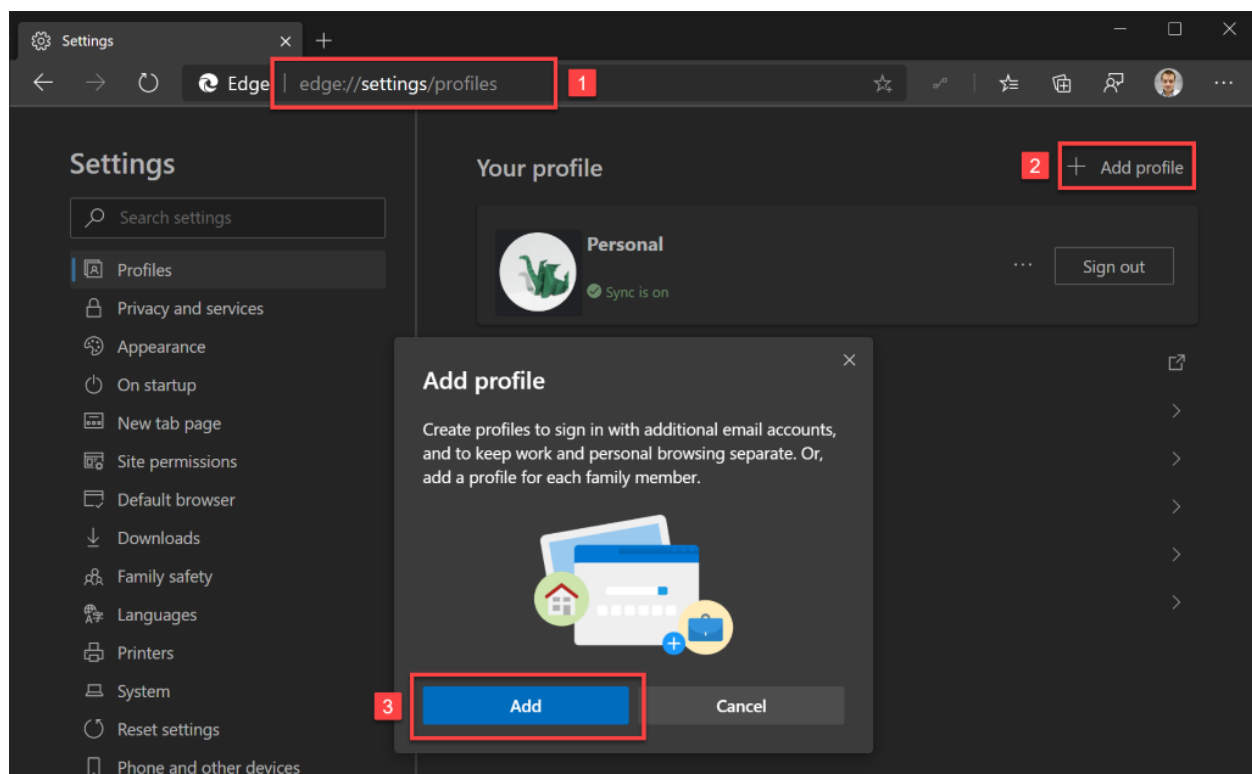 Settings
Edge
edge://settings/profiles
1
Settings
Search settings
Profiles
Privacy and services
Appearance
On startup
New tab page
Site permissions
Default browser
Downloads
Family safety
Languages
Printers
System
Reset settings
Phone and other devices
Your profile
2
Add profile
Personal
Sync is on
Sign out
Add profile
Create profiles to sign in with additional email accounts,
and to keep work and personal browsing separate. Or,
add a profile for each family member.
3
Add
Cancel